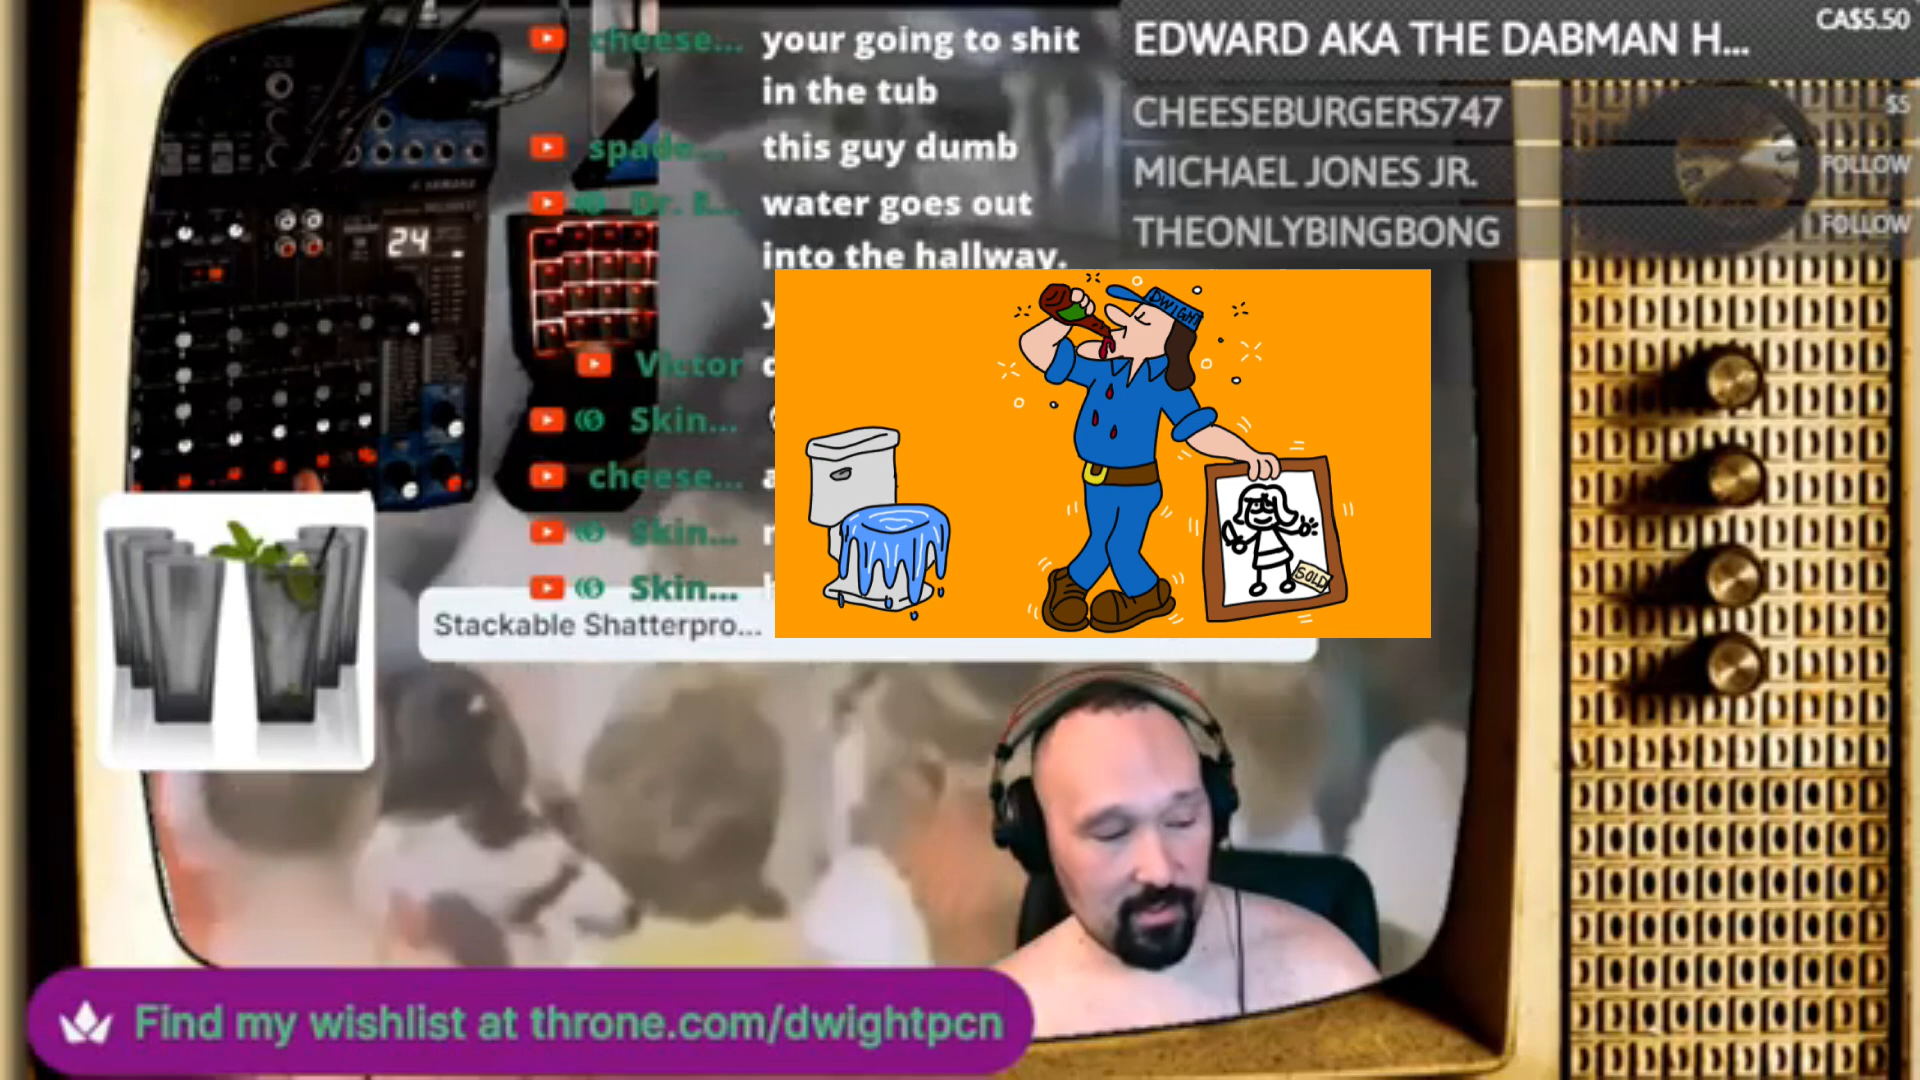 cheese... your going to shit
in the tub
spade... this guy dumb
Dr. B... water goes out
into the hallway.
y
Victor
Skin...
cheese... a
Skin...
Skin...
EDWARD AKA THE DABMAN H... CA$5.50
CHEESEBURGERS747 $5
MICHAEL JONES JR. FOLLOW
THEONLYBINGBONG FOLLOW
YAMAHA
24
DWIGHT
SOLD
Stackable Shatterpro...
Find my wishlist at throne.com/dwightpcn